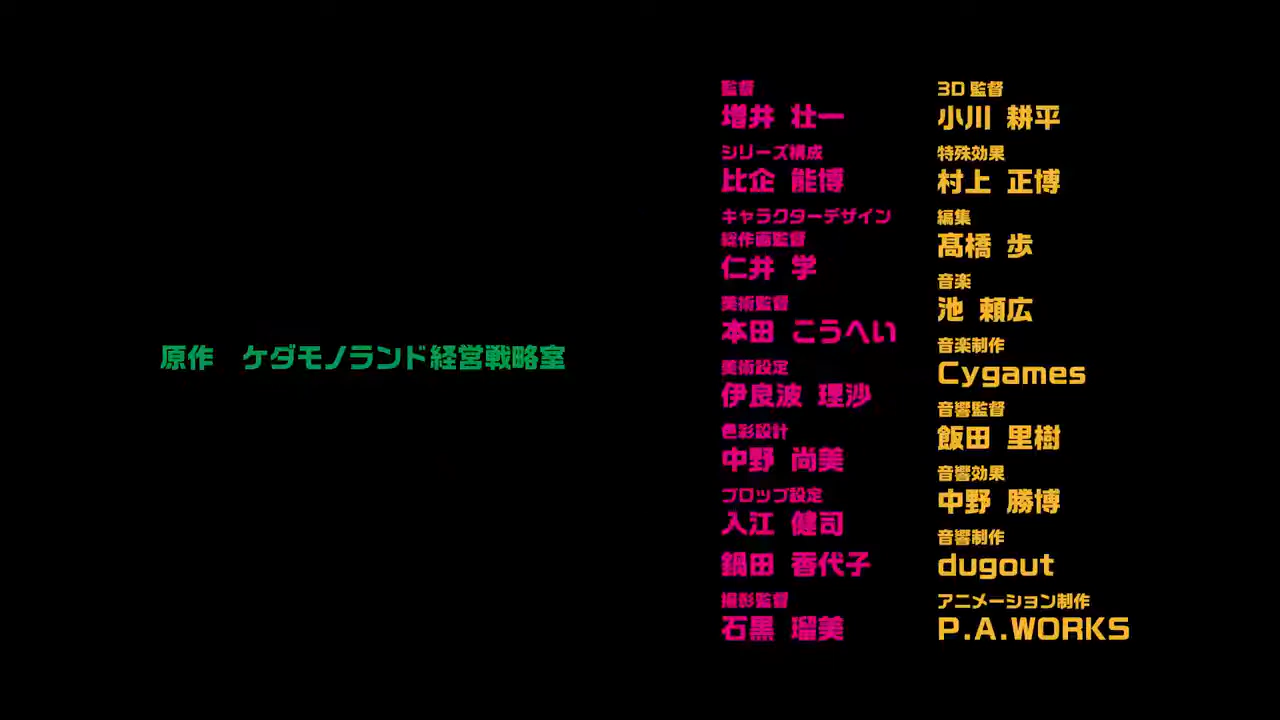 原作　ケダモノランド経営戦略室
監督
増井 壮一
シリーズ構成
比企 能博
キャラクターデザイン
総作画監督
仁井 学
美術監督
本田 こうへい
美術設定
伊良波 理沙
色彩設計
中野 尚美
プロップ設定
入江 健司
鍋田 香代子
撮影監督
石黒 瑠美
3D 監督
小川 耕平
特殊効果
村上 正博
編集
髙橋 歩
音楽
池 頼広
音楽制作
Cygames
音響監督
飯田 里樹
音響効果
中野 勝博
音響制作
dugout
アニメーション制作
P.A.WORKS